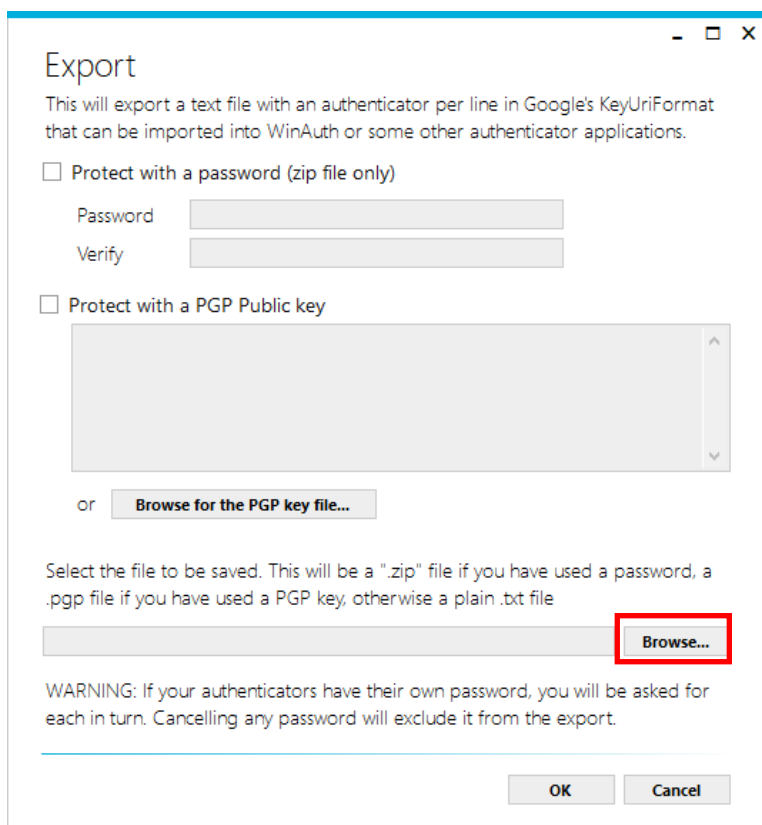 Export
This will export a text file with an authenticator per line in Google's KeyUriFormat
that can be imported into WinAuth or some other authenticator applications.
Protect with a password (zip file only)
Password
Verify
Protect with a PGP Public key
or Browse for the PGP key file...
Select the file to be saved. This will be a ".zip" file if you have used a password, a
.pgp file if you have used a PGP key, otherwise a plain .txt file
Browse...
WARNING: If your authenticators have their own password, you will be asked for
each in turn. Cancelling any password will exclude it from the export.
OK Cancel